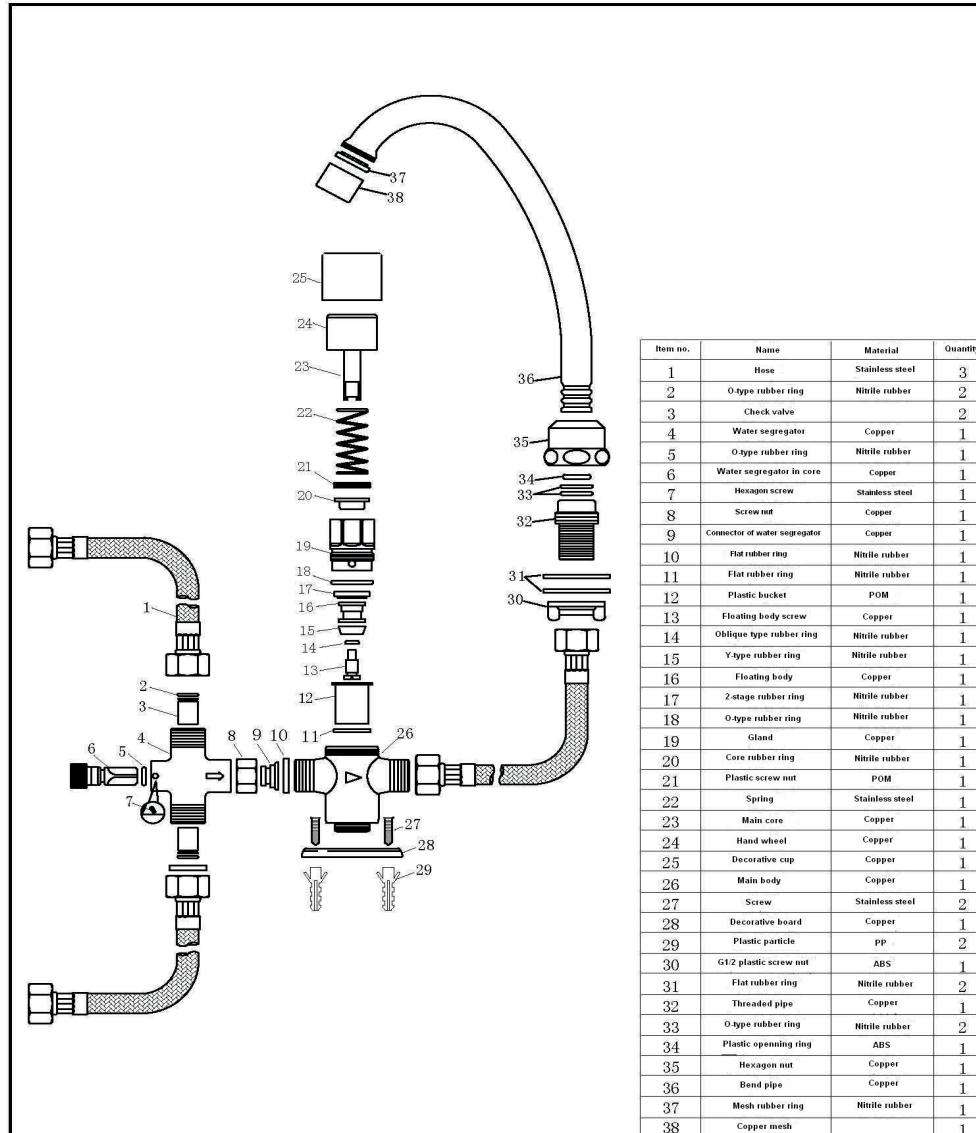 37
38
25
24
23
36
22
35
21
34
20
33
32
19
18
31
17
16
30
1
15
14
13
2
12
3
4
8
9
10
11
26
6
5
7
27
28
29
Item no. Name Material Quantity
1 Hose Stainless steel 3
2 O-type rubber ring Nitrile rubber 2
3 Check valve 2
4 Water segregator Copper 1
5 O-type rubber ring Nitrile rubber 1
6 Water segregator in core Copper 1
7 Hexagon screw Stainless steel 1
8 Screw nut Copper 1
9 Connector of water segregator Copper 1
10 Flat rubber ring Nitrile rubber 1
11 Flat rubber ring Nitrile rubber 1
12 Plastic bucket POM 1
13 Floating body screw Copper 1
14 Oblique type rubber ring Nitrile rubber 1
15 Y-type rubber ring Nitrile rubber 1
16 Floating body Copper 1
17 2-stage rubber ring Nitrile rubber 1
18 O-type rubber ring Nitrile rubber 1
19 Gland Copper 1
20 Core rubber ring Nitrile rubber 1
21 Plastic screw nut POM 1
22 Spring Stainless steel 1
23 Main core Copper 1
24 Hand wheel Copper 1
25 Decorative cup Copper 1
26 Main body Copper 1
27 Screw Stainless steel 2
28 Decorative board Copper 1
29 Plastic particle PP 2
30 G1/2 plastic screw nut ABS 1
31 Flat rubber ring Nitrile rubber 2
32 Threaded pipe Copper 1
33 O-type rubber ring Nitrile rubber 2
34 Plastic openning ring ABS 1
35 Hexagon nut Copper 1
36 Bend pipe Copper 1
37 Mesh rubber ring Nitrile rubber 1
38 Copper mesh 1